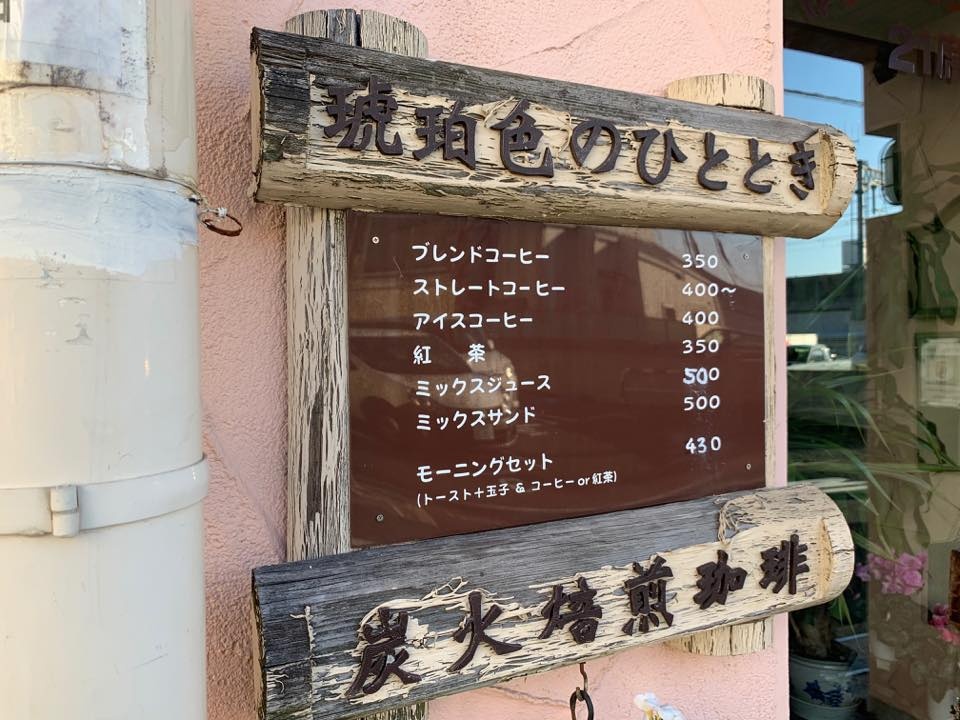 琥珀色のひととき
ブレンドコーヒー 350
ストレートコーヒー 400〜
アイスコーヒー 400
紅 茶 350
ミックスジュース 500
ミックスサンド 500
モーニングセット 430
(トースト+玉子 & コーヒー or 紅茶)
炭火焙煎珈琲